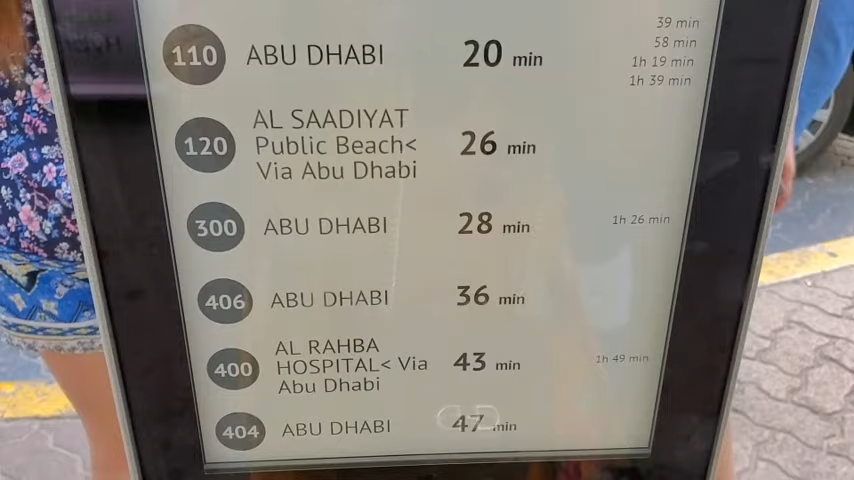 39 min
58 min
110 ABU DHABI 20 min
1h 19 min
1h 39 min
AL SAADIYAT
120 Public Beach< 26 min
Via Abu Dhabi
300 ABU DHABI 28 min 1h 26 min
406 ABU DHABI 36 min
AL RAHBA
400 HOSPITAL< Via 43 min 1h 49 min
Abu Dhabi
404 ABU DHABI 47 min